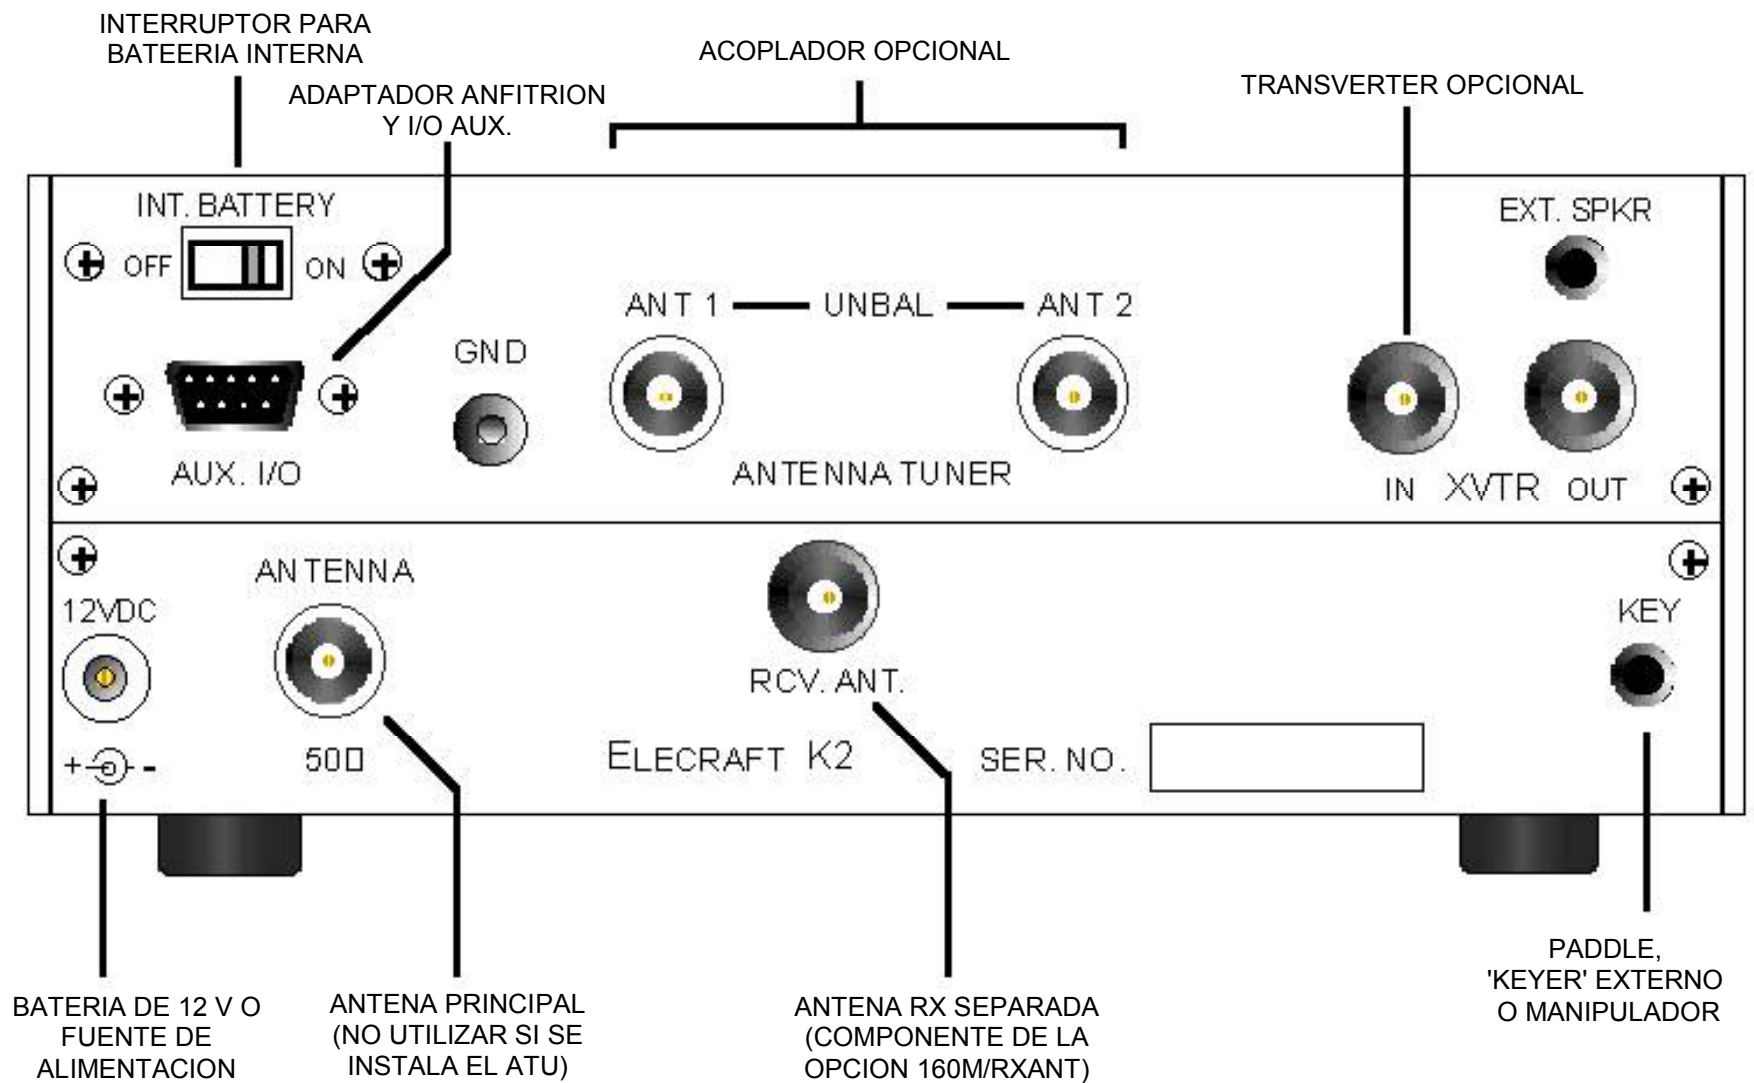 INTERRUPTOR PARA
BATEERIA INTERNA
ADAPTADOR ANFITRION
Y I/O AUX.
ACOPLADOR OPCIONAL
TRANSVERTER OPCIONAL
INT. BATTERY
OFF
ON
EXT. SPKR
ANT 1
UNBAL
ANT 2
GND
AUX. I/O
ANTENNA TUNER
IN
XVTR
OUT
ANTENNA
12VDC
RCV. ANT.
KEY
+ -
50□
ELECRAFT K2
SER. NO.
BATERIA DE 12 V O
FUENTE DE
ALIMENTACION
ANTENA PRINCIPAL
(NO UTILIZAR SI SE
INSTALA EL ATU)
ANTENA RX SEPARADA
(COMPONENTE DE LA
OPCION 160M/RXANT)
PADDLE,
'KEYER' EXTERNO
O MANIPULADOR